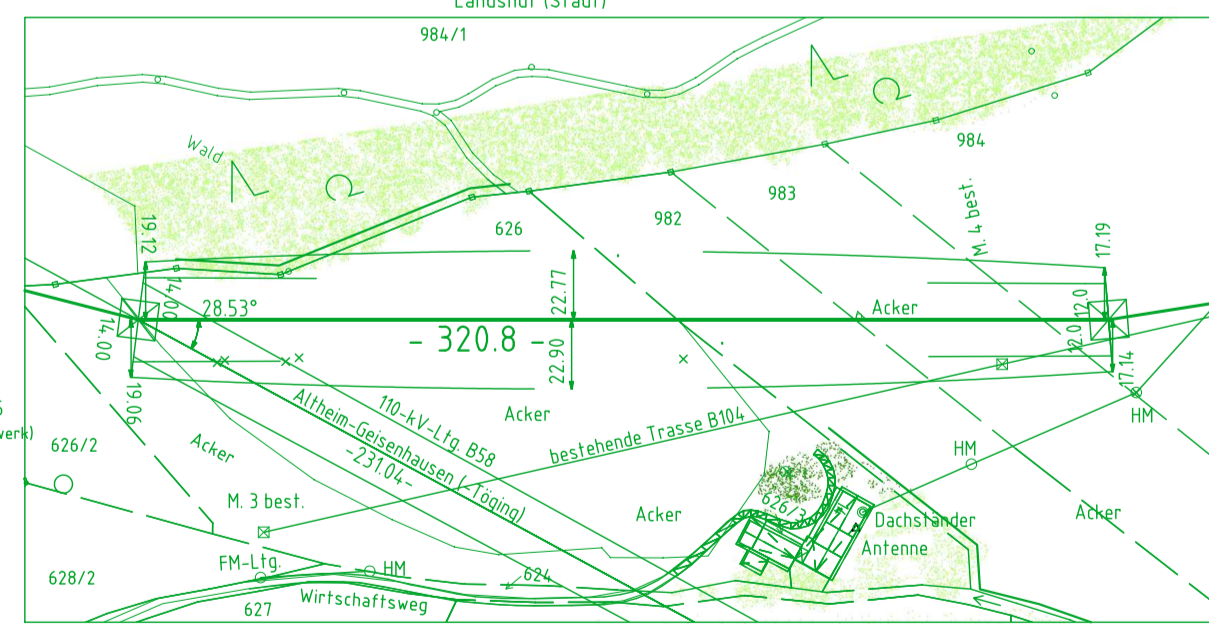 Landshut (Stadt)
984/1
Wald
984
983
982
626
M. 4 best.
19.12
17.19
14.00
28.53°
22.77
Acker
12.0
- 320.8 -
14.00
22.90
12.0
17.14
19.06
Acker
110-kV-Ltg. B58
Altheim-Geisenhausen (-Töging)
-231.04-
bestehende Trasse B104
HM
HM
werk)
626/2
Acker
M. 3 best.
626/3
Acker
Dachständer
Antenne
Acker
FM-Ltg.
HM
628/2
624
627
Wirtschaftsweg